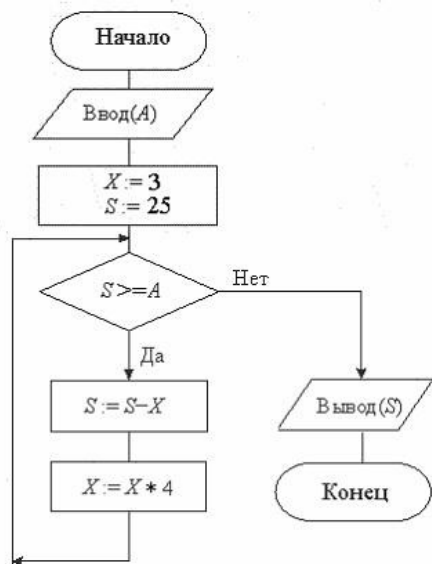 Начало
Ввод(A)
X := 3
S := 25
S >= A
Нет
Да
S := S − X
Вывод(S)
X := X * 4
Конец